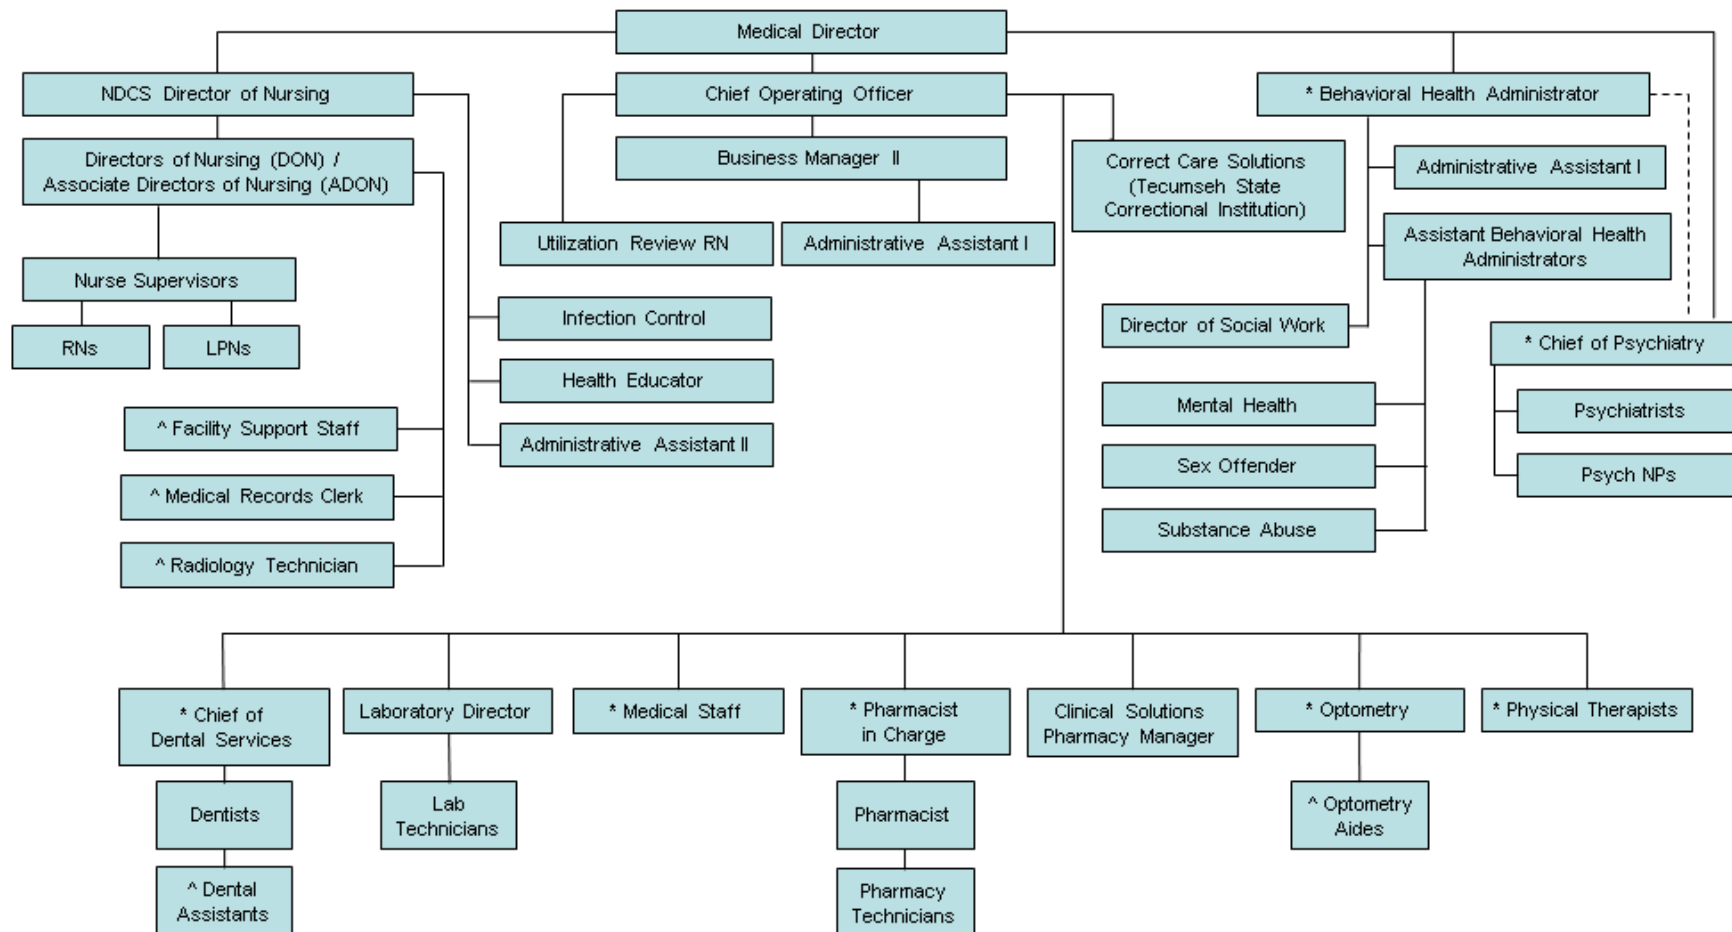 Medical Director
NDCS Director of Nursing
Chief Operating Officer
* Behavioral Health Administrator
Directors of Nursing (DON) /
Associate Directors of Nursing (ADON)
Business Manager II
Correct Care Solutions
(Tecumseh State
Correctional Institution)
Administrative Assistant I
Utilization Review RN
Administrative Assistant I
Assistant Behavioral Health
Administrators
Nurse Supervisors
RNs
LPNs
Infection Control
Director of Social Work
* Chief of Psychiatry
Health Educator
Mental Health
Psychiatrists
^ Facility Support Staff
Administrative Assistant II
Sex Offender
Psych NPs
^ Medical Records Clerk
Substance Abuse
^ Radiology Technician
* Chief of
Dental Services
Laboratory Director
* Medical Staff
* Pharmacist
in Charge
Clinical Solutions
Pharmacy Manager
* Optometry
* Physical Therapists
Dentists
Lab
Technicians
Pharmacist
^ Optometry
Aides
^ Dental
Assistants
Pharmacy
Technicians